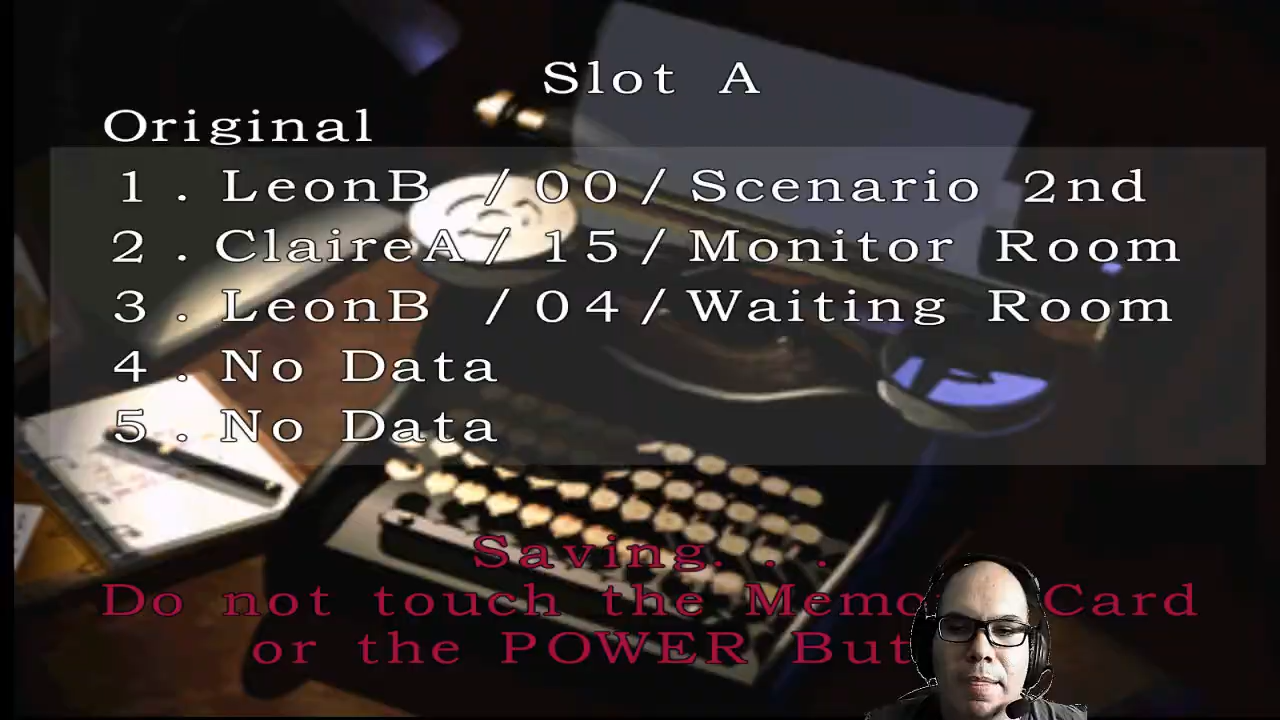 Slot A
Original
1. LeonB / 00 / Scenario 2nd
2. ClaireA / 15 / Monitor Room
3. LeonB / 04 / Waiting Room
4. No Data
5. No Data
Saving...
Do not touch the Card
or the POWER